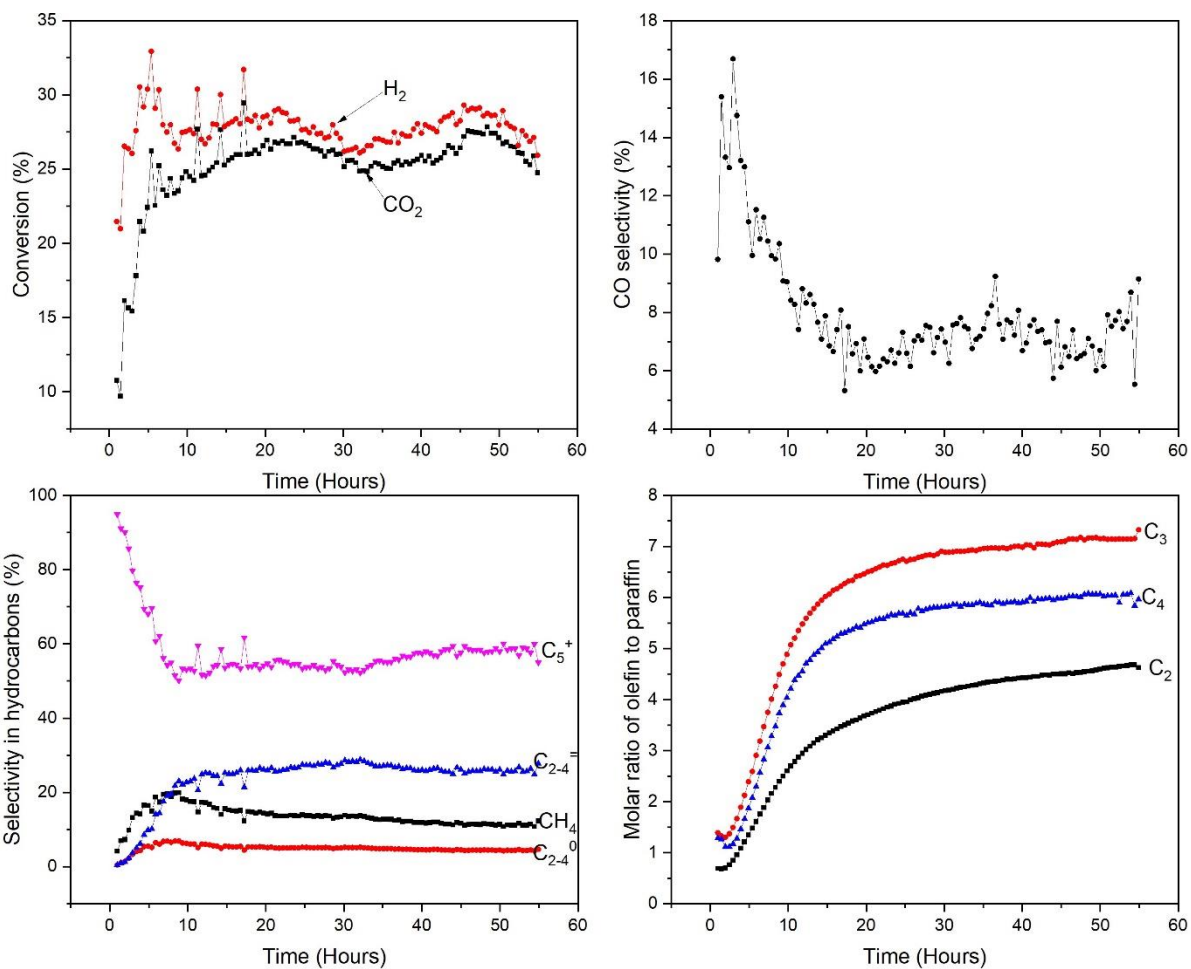 35
30
25
20
15
10
Conversion (%)
H₂
CO₂
0 10 20 30 40 50 60
Time (Hours)
18
16
14
12
10
8
6
4
CO selectivity (%)
0 10 20 30 40 50 60
Time (Hours)
100
80
60
40
20
0
Selectivity in hydrocarbons (%)
C₅⁺
C₂₋₄⁼
CH₄
C₂₋₄⁰
0 10 20 30 40 50 60
Time (Hours)
8
7
6
5
4
3
2
1
0
Molar ratio of olefin to paraffin
C₃
C₄
C₂
0 10 20 30 40 50 60
Time (Hours)